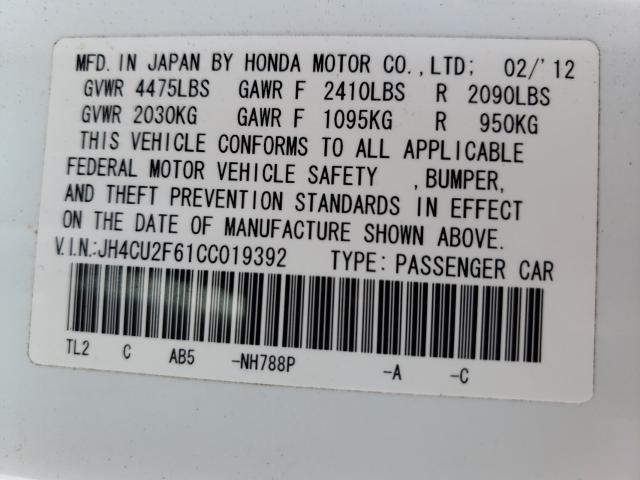 MFD. IN JAPAN BY HONDA MOTOR CO.,LTD; 02/'12
GVWR 4475LBS GAWR F 2410LBS R 2090LBS
GVWR 2030KG GAWR F 1095KG R 950KG
THIS VEHICLE CONFORMS TO ALL APPLICABLE
FEDERAL MOTOR VEHICLE SAFETY ,BUMPER,
AND THEFT PREVENTION STANDARDS IN EFFECT
ON THE DATE OF MANUFACTURE SHOWN ABOVE.
V.I.N.:JH4CU2F61CC019392 TYPE:PASSENGER CAR
TL2 C AB5 -NH788P -A -C